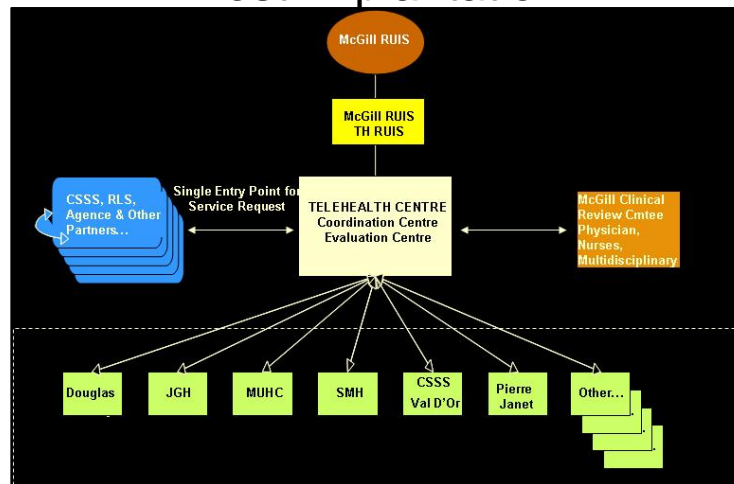 McGill RUIS
McGill RUIS
TH RUIS
CSSS, RLS,
Agence & Other
Partners...
Single Entry Point for
Service Request
TELEHEALTH CENTRE
Coordination Centre
Evaluation Centre
McGill Clinical
Review Cmtee
Physician,
Nurses,
Multidisciplinary
Douglas
JGH
MUHC
SMH
CSSS
Val D'Or
Pierre
Janet
Other...